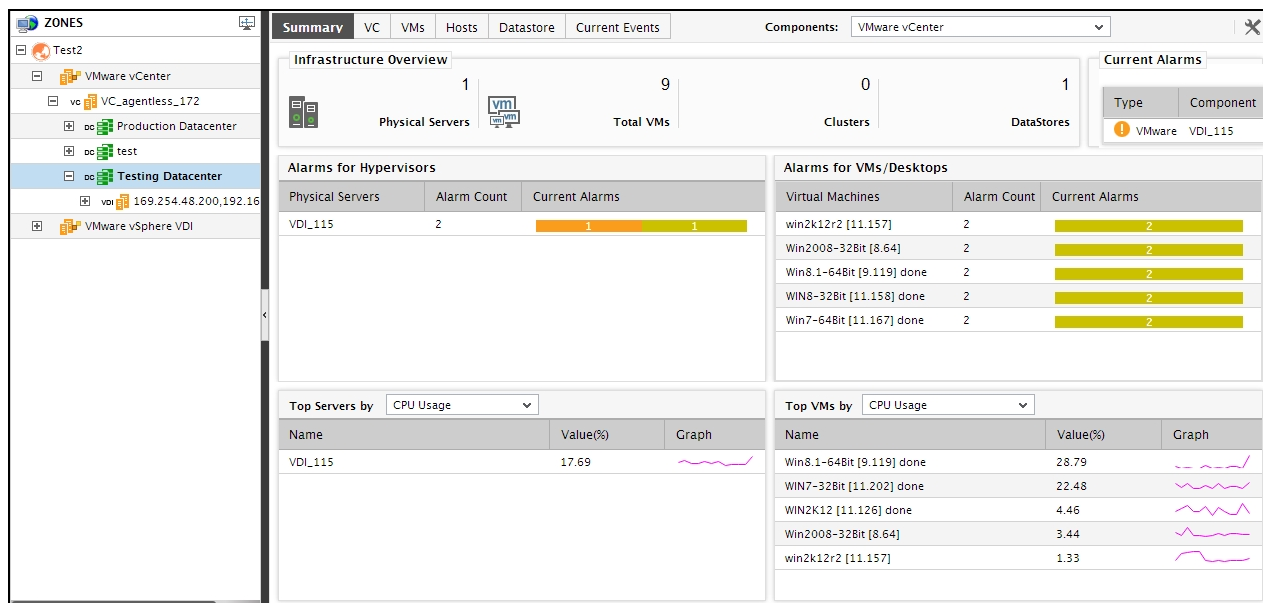 ZONES
Test2
VMware vCenter
VC VC_agentless_172
DC Production Datacenter
DC test
DC Testing Datacenter
VDI 169.254.48.200,192.16
VMware vSphere VDI
Summary VC VMs Hosts Datastore Current Events Components: VMware vCenter
Infrastructure Overview
1 Physical Servers
vm vm vm
9 Total VMs
0 Clusters
1 DataStores
Current Alarms
Type Component
VMware VDI_115
Alarms for Hypervisors
Physical Servers Alarm Count Current Alarms
VDI_115 2 1 1
Alarms for VMs/Desktops
Virtual Machines Alarm Count Current Alarms
win2k12r2 [11.157] 2 2
Win2008-32Bit [8.64] 2 2
Win8.1-64Bit [9.119] done 2 2
WIN8-32Bit [11.158] done 2 2
Win7-64Bit [11.167] done 2 2
Top Servers by CPU Usage
Name Value(%) Graph
VDI_115 17.69
Top VMs by CPU Usage
Name Value(%) Graph
Win8.1-64Bit [9.119] done 28.79
WIN7-32Bit [11.202] done 22.48
WIN2K12 [11.126] done 4.46
Win2008-32Bit [8.64] 3.44
win2k12r2 [11.157] 1.33